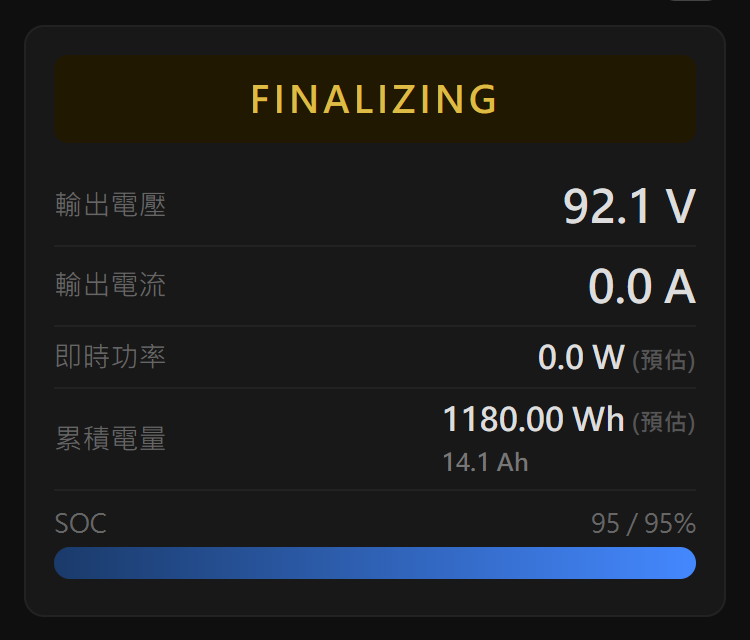 FINALIZING
輸出電壓 92.1 V
輸出電流 0.0 A
即時功率 0.0 W (預估)
累積電量 1180.00 Wh (預估)
14.1 Ah
SOC 95 / 95%